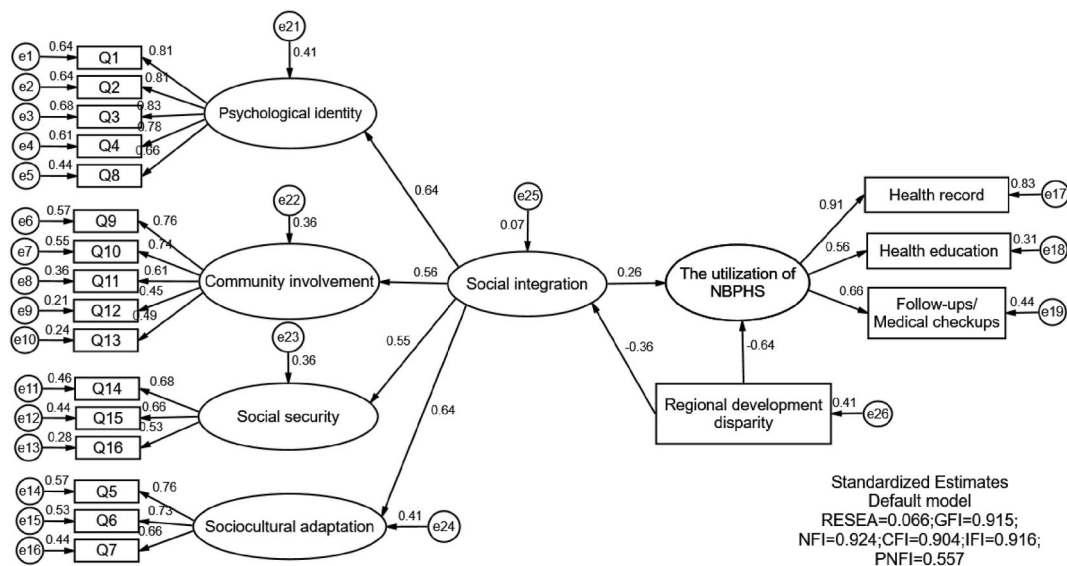 e21
0.41
e1 0.64 Q1 0.81
e2 0.64 Q2 0.81
e3 0.68 Q3 0.83
e4 0.61 Q4 0.78
e5 0.44 Q8 0.66
Psychological identity
e22
0.36
e6 0.57 Q9 0.76
e7 0.55 Q10 0.74
e8 0.36 Q11 0.61
e9 0.21 Q12 0.45
e10 0.24 Q13 0.49
Community involvement
e23
0.36
e11 0.46 Q14 0.68
e12 0.44 Q15 0.66
e13 0.28 Q16 0.53
Social security
e14 0.57 Q5 0.76
e15 0.53 Q6 0.73
e16 0.44 Q7 0.66
Sociocultural adaptation
0.41 e24
0.64
0.56
0.55
0.64
e25
0.07
Social integration
0.26
-0.36
-0.64
The utilization of
NBPHS
0.91
0.56
0.66
Health record
0.83 e17
Health education
0.31 e18
Follow-ups/
Medical checkups
0.44 e19
Regional development
disparity
0.41
e26
Standardized Estimates
Default model
RESEA=0.066;GFI=0.915;
NFI=0.924;CFI=0.904;IFI=0.916;
PNFI=0.557